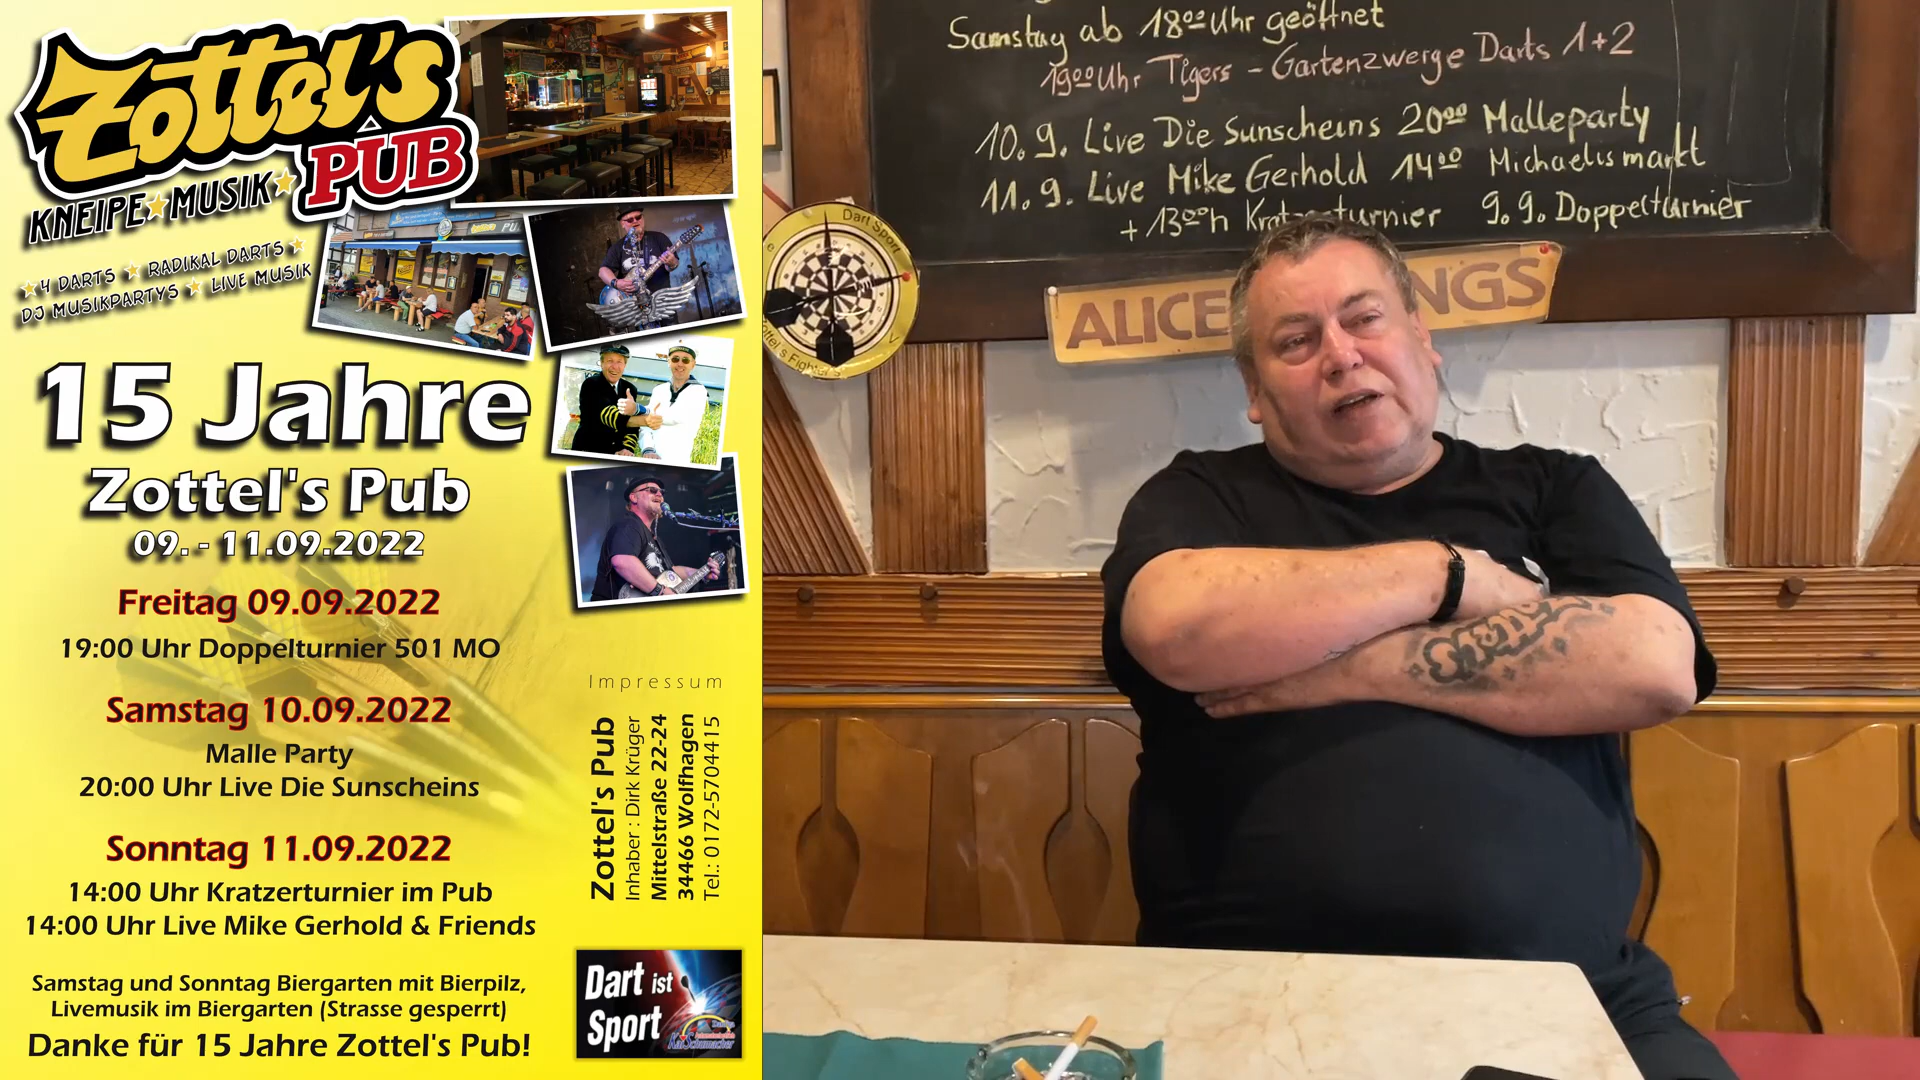 Zottel's
PUB
KNEIPE MUSIK
4 DARTS RADIKAL DARTS
DJ MUSIKPARTYS LIVE MUSIK
15 Jahre
Zottel's Pub
09. - 11.09.2022
Freitag 09.09.2022
19:00 Uhr Doppelturnier 501 MO
Samstag 10.09.2022
Malle Party
20:00 Uhr Live Die Sunscheins
Sonntag 11.09.2022
14:00 Uhr Kratzerturnier im Pub
14:00 Uhr Live Mike Gerhold & Friends
Samstag und Sonntag Biergarten mit Bierpilz,
Livemusik im Biergarten (Strasse gesperrt)
Danke für 15 Jahre Zottel's Pub!
Impressum
Zottel's Pub
Inhaber : Dirk Krüger
Mittelstraße 22-24
34466 Wolfhagen
Tel.: 0172-5704415
Dart ist
Sport
Samstag ab 18°° Uhr geöffnet
19°° Uhr Tigers - Gartenzwerge Darts 1+2
10. 9. Live Die Sunscheins 20°° Malleparty
11. 9. Live Mike Gerhold 14°° Michaelismarkt
+ 13°°h 9. 9. Doppelturnier
Dart Sport
Zottel's Fighters
ALICE NGS
Zottel's